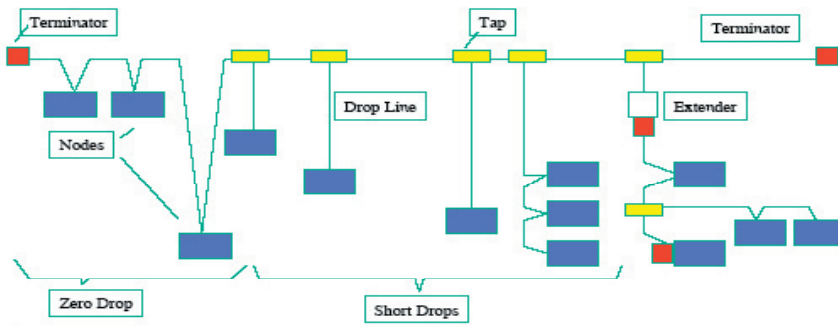 Terminator
Tap
Terminator
Drop Line
Extender
Nodes
Zero Drop
Short Drops